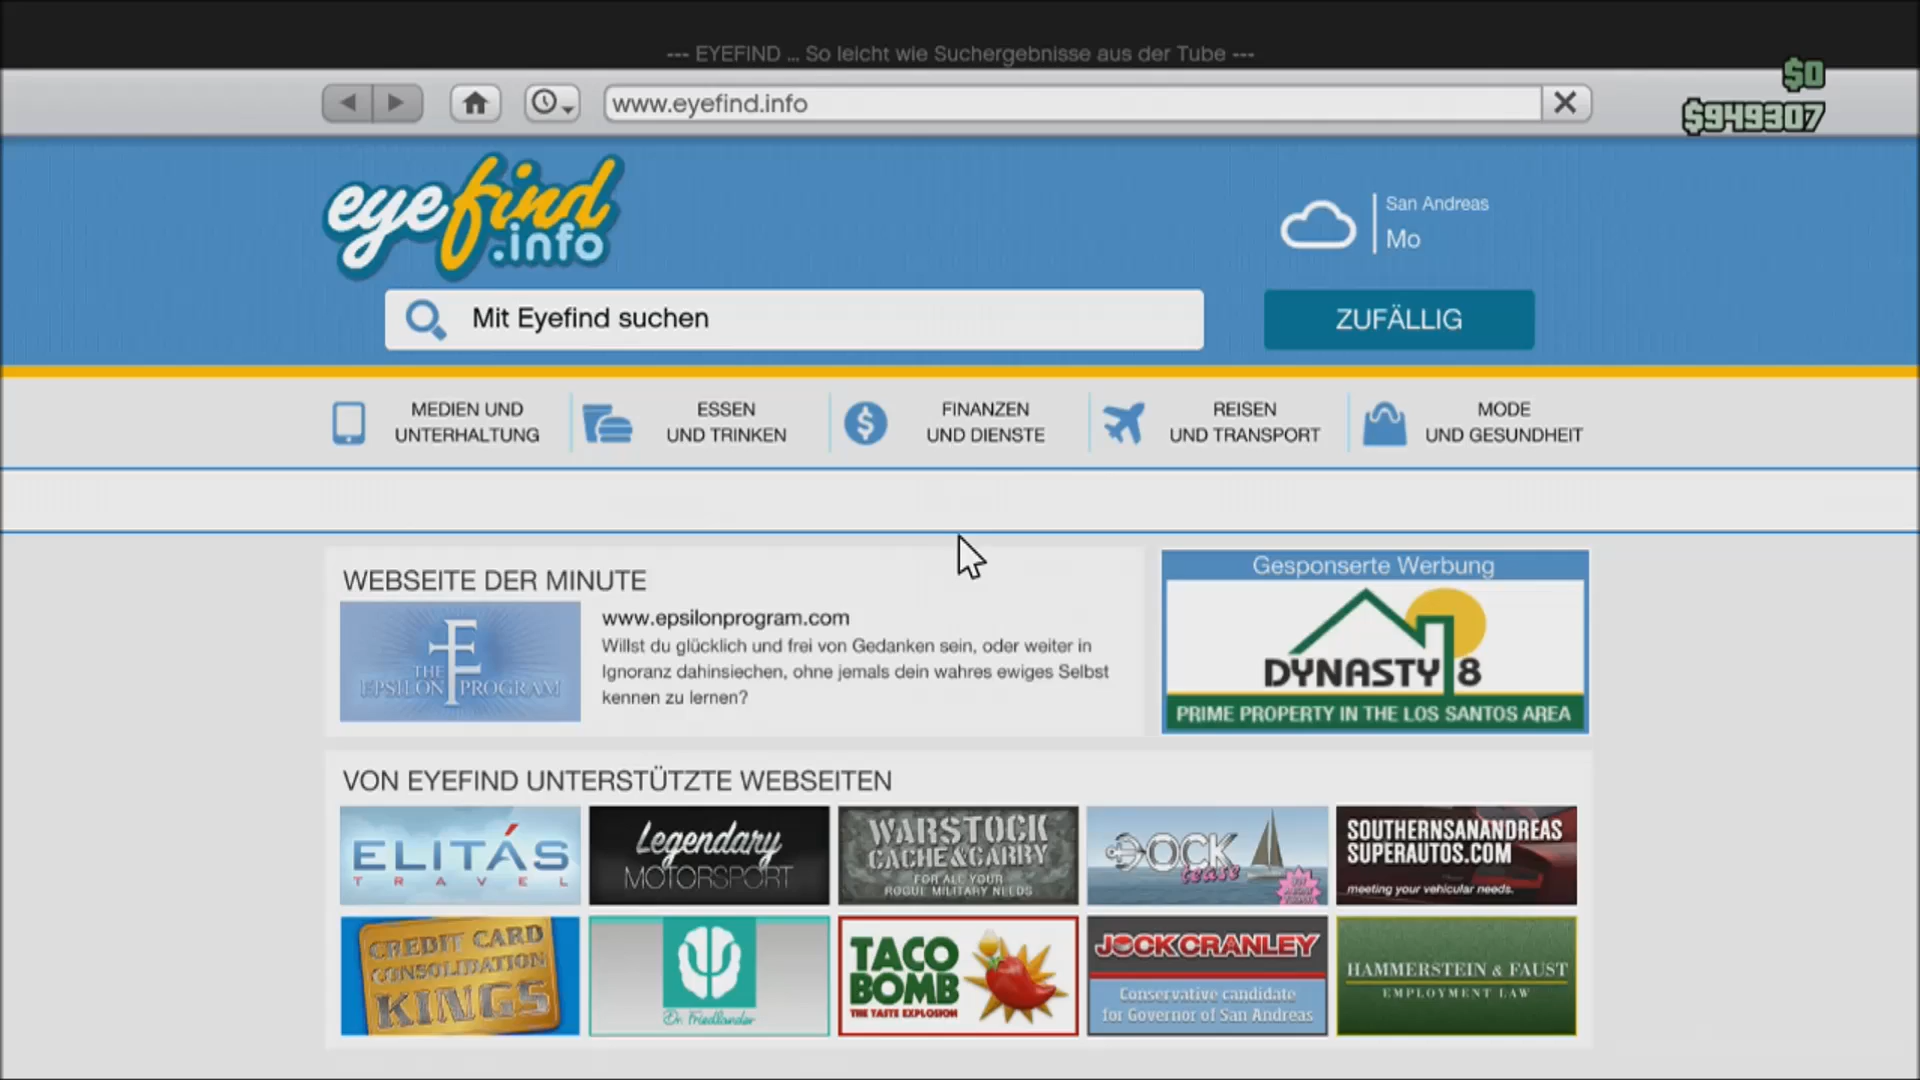 --- EYEFIND ... So leicht wie Suchergebnisse aus der Tube ---
$0
www.eyefind.info
$949307
eyefind
.info
San Andreas
Mo
Mit Eyefind suchen
ZUFÄLLIG
MEDIEN UND
UNTERHALTUNG
ESSEN
UND TRINKEN
FINANZEN
UND DIENSTE
REISEN
UND TRANSPORT
MODE
UND GESUNDHEIT
WEBSEITE DER MINUTE
THE
EPSILON PROGRAM
www.epsilonprogram.com
Willst du glücklich und frei von Gedanken sein, oder weiter in
Ignoranz dahinsiechen, ohne jemals dein wahres ewiges Selbst
kennen zu lernen?
Gesponserte Werbung
DYNASTY 8
PRIME PROPERTY IN THE LOS SANTOS AREA
VON EYEFIND UNTERSTÜTZTE WEBSEITEN
ELITÁS
TRAVEL
Legendary
MOTORSPORT
WARSTOCK
CACHE & CARRY
FOR ALL YOUR
ROGUE MILITARY NEEDS
DOCK
tease
SOUTHERNSANANDREAS
SUPERAUTOS.COM
meeting your vehicular needs.
CREDIT CARD
CONSOLIDATION
KINGS
Dr. Friedlander
TACO
BOMB
THE TASTE EXPLOSION
JOCK CRANLEY
Conservative candidate
for Governor of San Andreas
HAMMERSTEIN & FAUST
EMPLOYMENT LAW